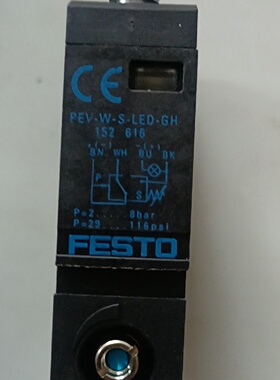 CE
PEV-W-S-LED-GH
152 616
+(-) -(+)
BN WH BU BK
P
S
P=2.....8bar
P=29...116psi
FESTO